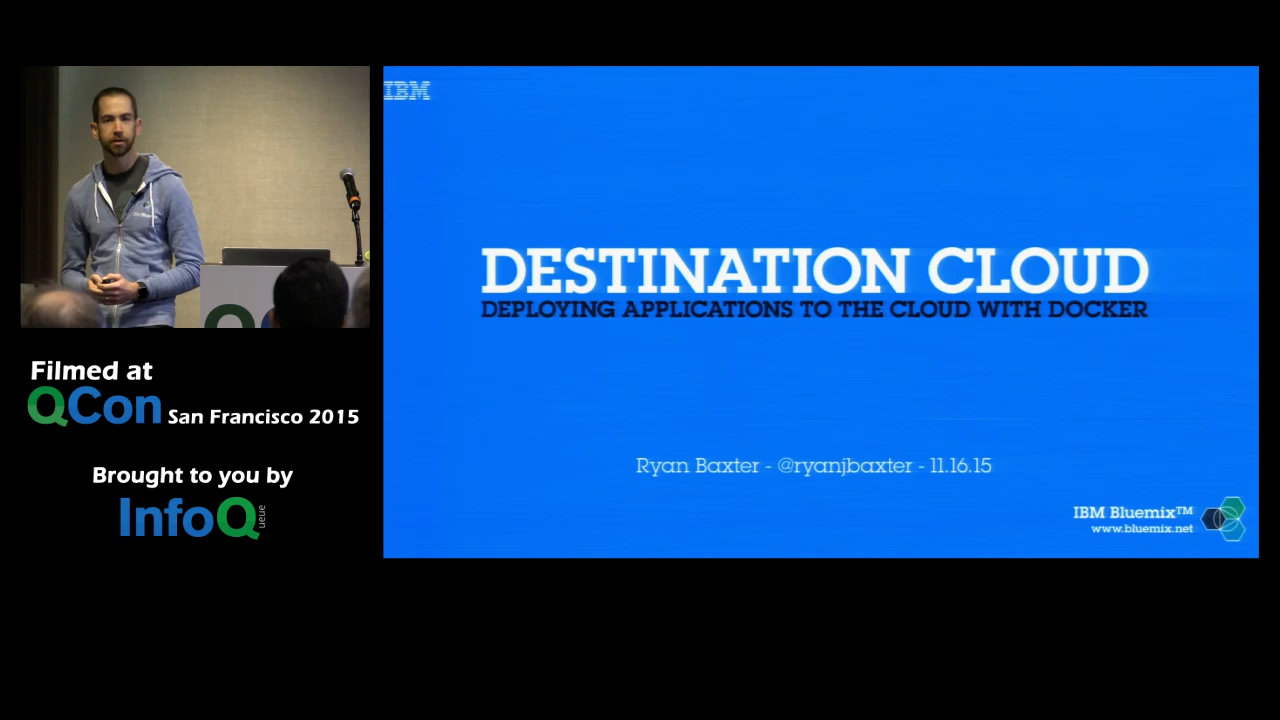 IBM
DESTINATION CLOUD
DEPLOYING APPLICATIONS TO THE CLOUD WITH DOCKER
Ryan Baxter - @ryanjbaxter - 11.16.15
IBM Bluemix™
www.bluemix.net
Filmed at
QCon San Francisco 2015
Brought to you by
InfoQueue